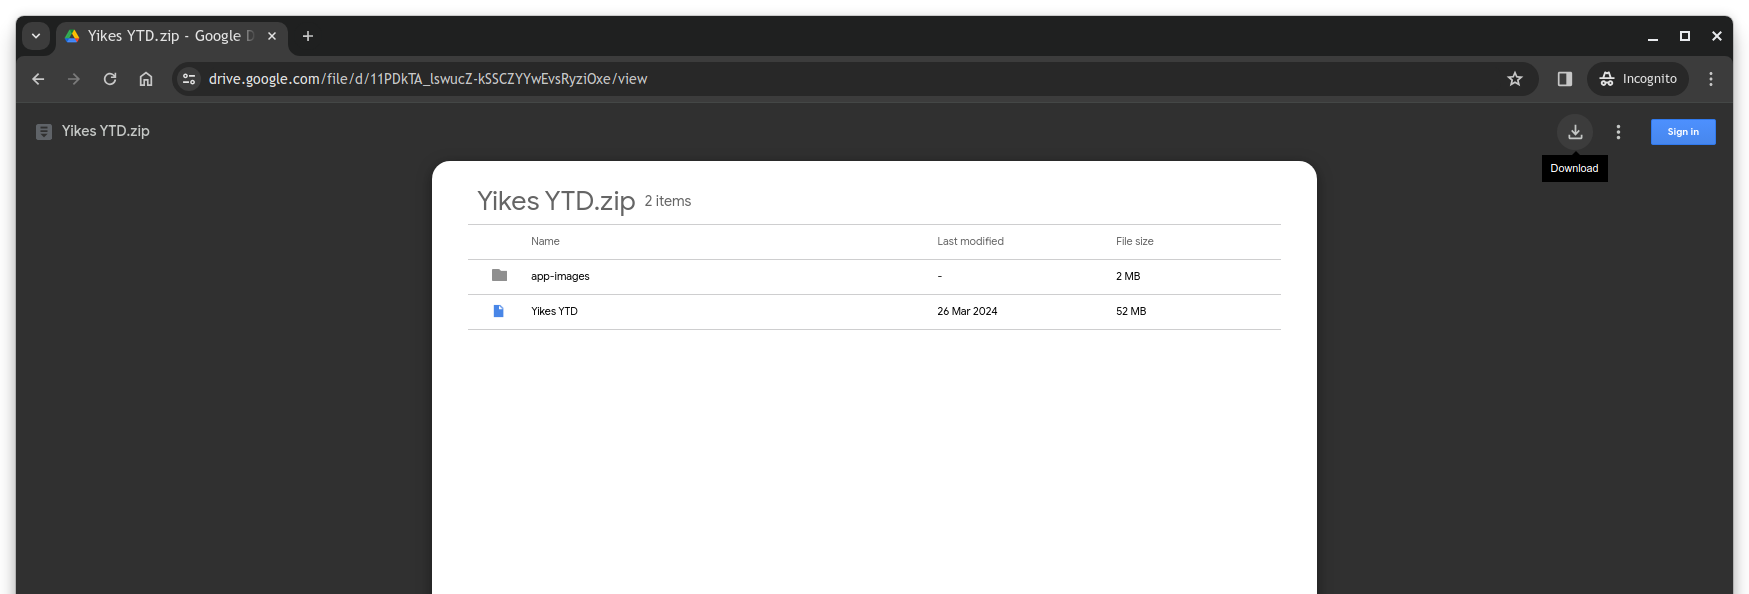 Yikes YTD.zip - Google D
drive.google.com/file/d/11PDkTA_lswucZ-kSSCZYYwEvsRyziOxe/view
Incognito
Yikes YTD.zip
Sign in
Download
Yikes YTD.zip 2 items
Name Last modified File size
app-images - 2 MB
Yikes YTD 26 Mar 2024 52 MB